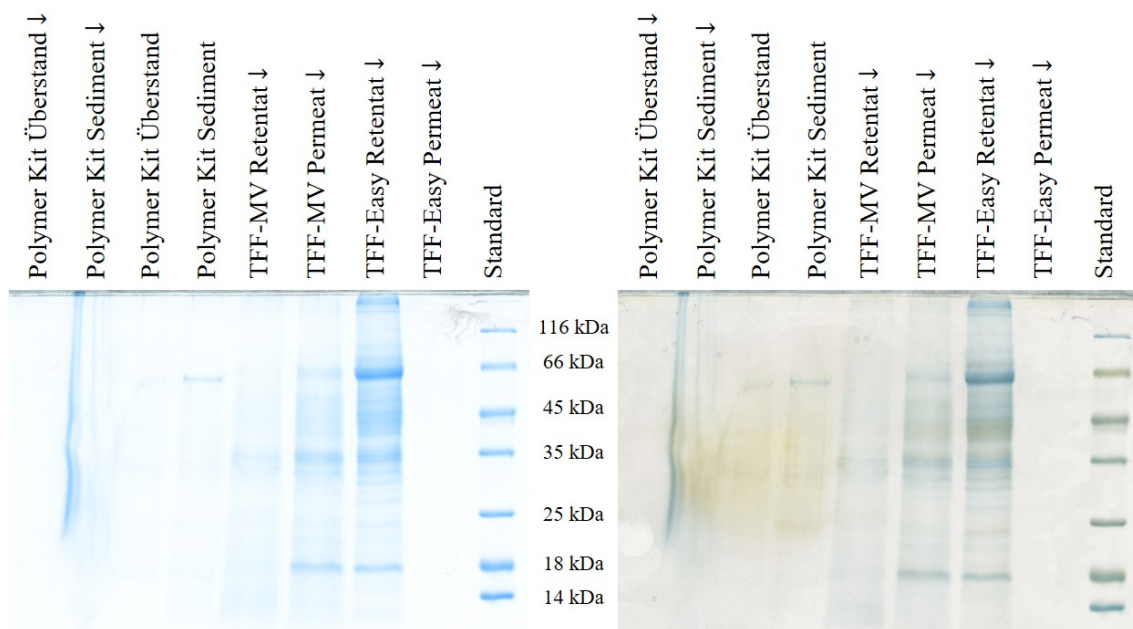 Polymer Kit Überstand ↓
Polymer Kit Sediment ↓
Polymer Kit Überstand
Polymer Kit Sediment
TFF-MV Retentat ↓
TFF-MV Permeat ↓
TFF-Easy Retentat ↓
TFF-Easy Permeat ↓
Standard
116 kDa
66 kDa
45 kDa
35 kDa
25 kDa
18 kDa
14 kDa
Polymer Kit Überstand ↓
Polymer Kit Sediment ↓
Polymer Kit Überstand
Polymer Kit Sediment
TFF-MV Retentat ↓
TFF-MV Permeat ↓
TFF-Easy Retentat ↓
TFF-Easy Permeat ↓
Standard